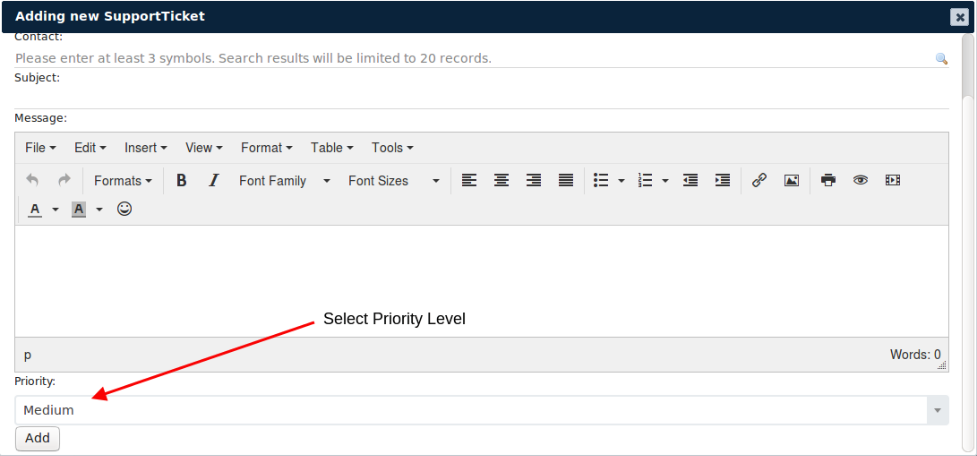 Adding new SupportTicket
Contact:
Please enter at least 3 symbols. Search results will be limited to 20 records.
Subject:
Message:
File Edit Insert View Format Table Tools
Formats B I Font Family Font Sizes
A A
Select Priority Level
p Words: 0
Priority:
Medium
Add